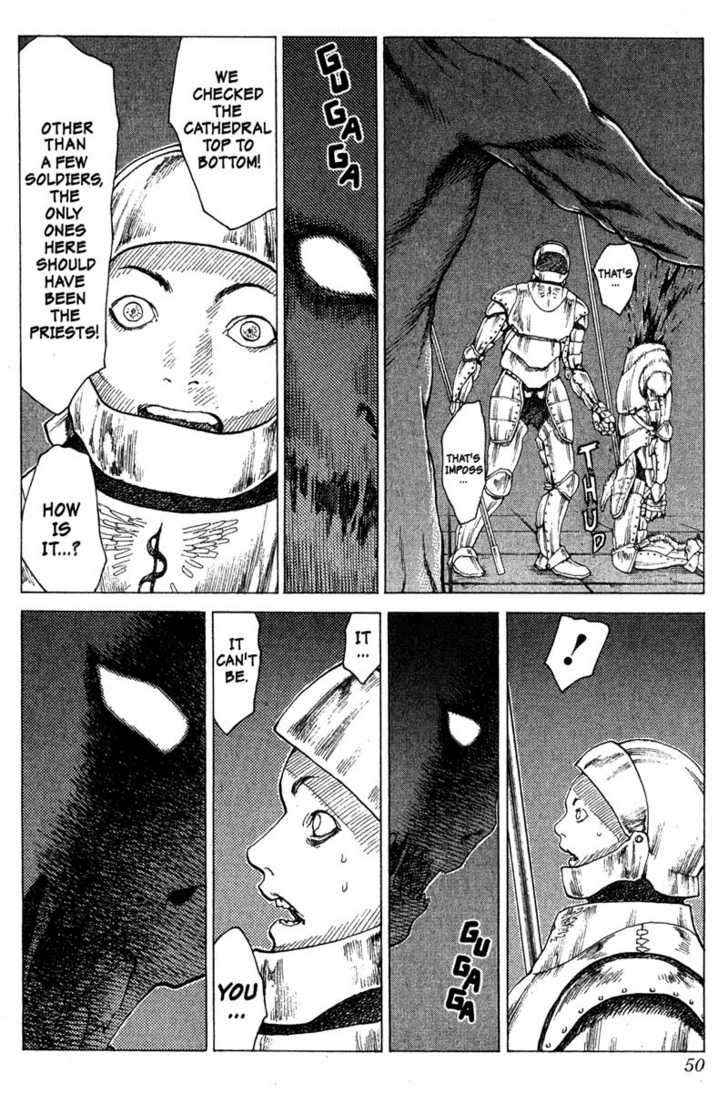 THAT'S
...
THAT'S
IMPOSS
...
THUD
GUGAGA
WE
CHECKED
THE
CATHEDRAL
TOP TO
BOTTOM!
OTHER
THAN
A FEW
SOLDIERS,
THE
ONLY
ONES
HERE
SHOULD
HAVE
BEEN
THE
PRIESTS!
HOW
IS
IT...?
!
GUGAGA
IT
...
IT
CAN'T
BE.
YOU
...
50